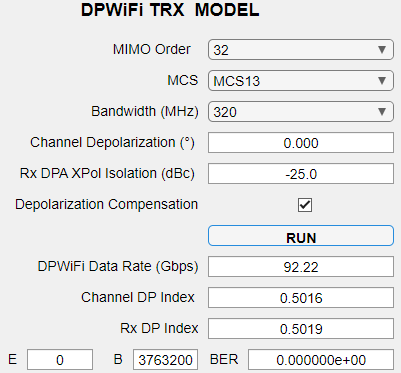 DPWiFi TRX MODEL
MIMO Order 32
MCS MCS13
Bandwidth (MHz) 320
Channel Depolarization (°) 0.000
Rx DPA XPol Isolation (dBc) -25.0
Depolarization Compensation
RUN
DPWiFi Data Rate (Gbps) 92.22
Channel DP Index 0.5016
Rx DP Index 0.5019
E 0 B 3763200 BER 0.000000e+00